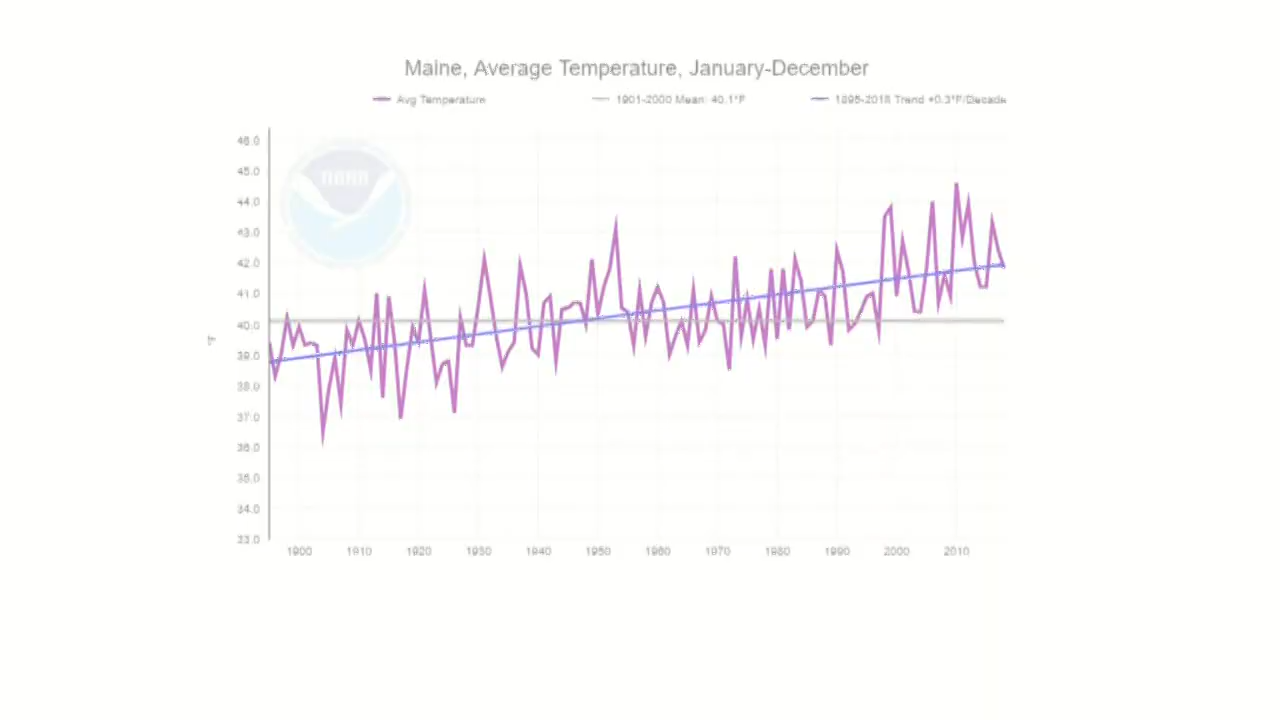 Maine, Average Temperature, January-December
Avg Temperature 1901-2000 Mean: 40.1°F 1895-2018 Trend +0.3°F/Decade
46.0
45.0
44.0
43.0
42.0
41.0
40.0
39.0
38.0
37.0
36.0
35.0
34.0
33.0
°F
NOAA
1900 1910 1920 1930 1940 1950 1960 1970 1980 1990 2000 2010